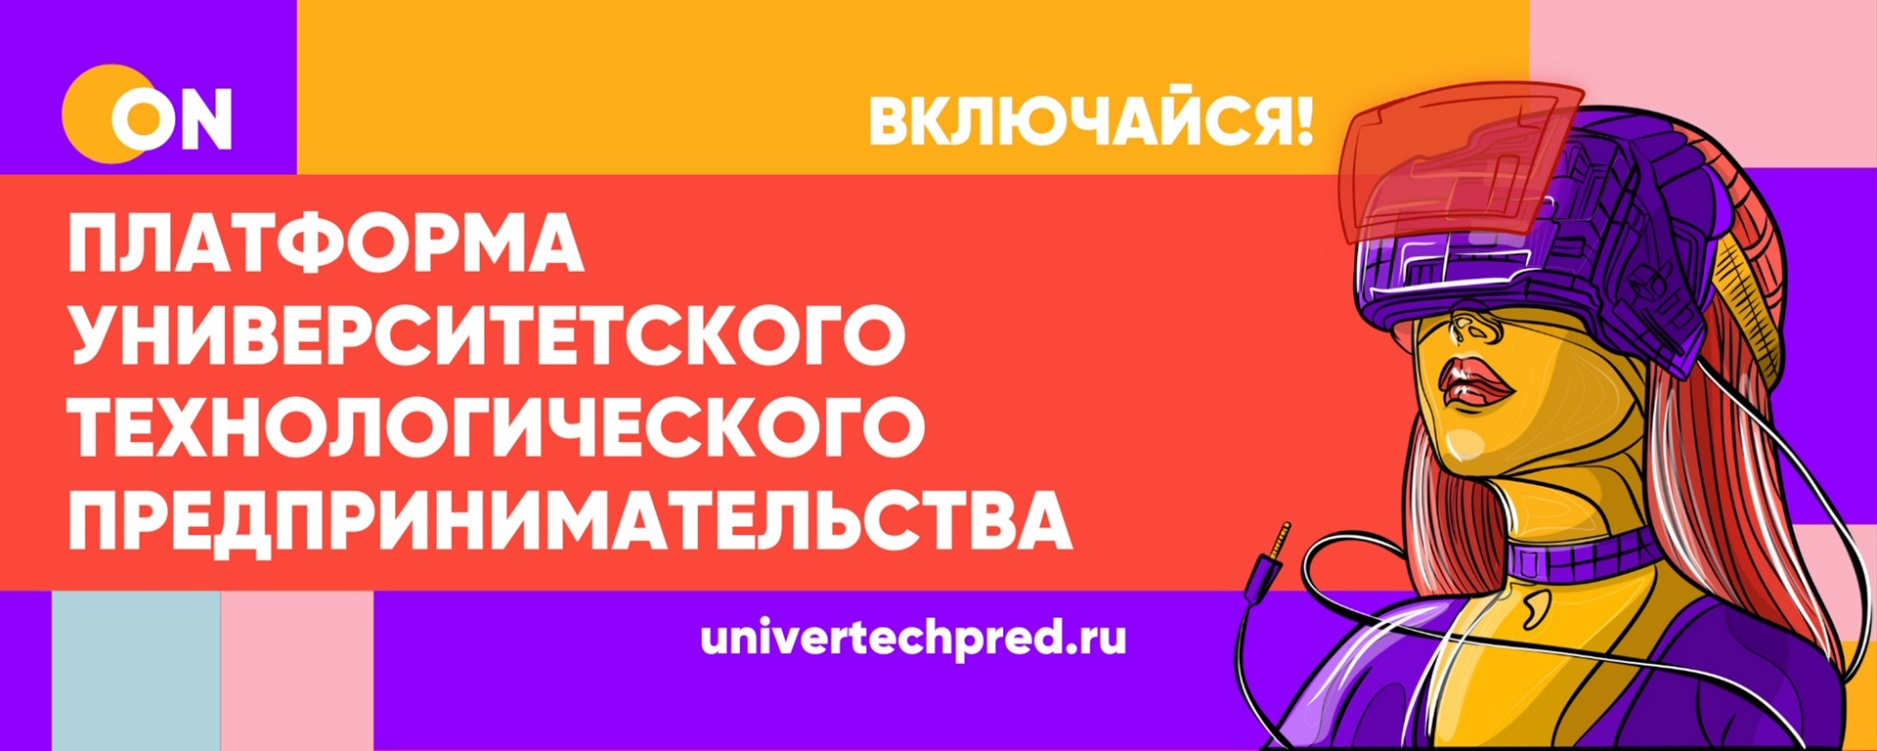 ON
ВКЛЮЧАЙСЯ!
ПЛАТФОРМА
УНИВЕРСИТЕТСКОГО
ТЕХНОЛОГИЧЕСКОГО
ПРЕДПРИНИМАТЕЛЬСТВА
univertechpred.ru